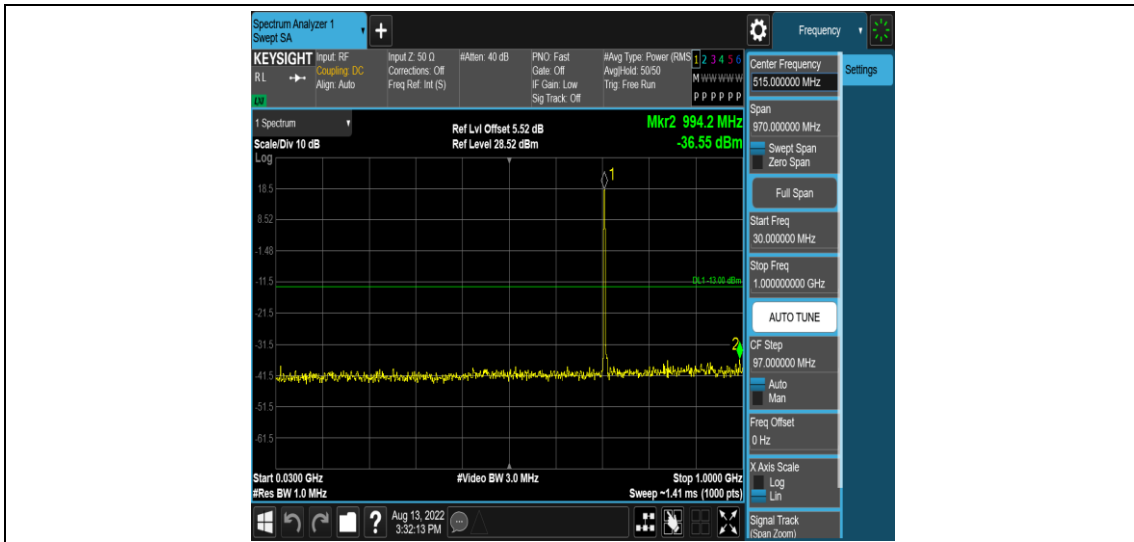 Spectrum Analyzer 1
Swept SA
+
Frequency
KEYSIGHT
RL
LXI
Input: RF
Coupling: DC
Align: Auto
Input Z: 50 Ω
Corrections: Off
Freq Ref: Int (S)
#Atten: 40 dB
PNO: Fast
Gate: Off
IF Gain: Low
Sig Track: Off
#Avg Type: Power (RMS
Avg|Hold: 50/50
Trig: Free Run
1 2 3 4 5 6
M W W W W W
P P P P P P
1 Spectrum
Scale/Div 10 dB
Ref Lvl Offset 5.52 dB
Ref Level 28.52 dBm
Mkr2 994.2 MHz
-36.55 dBm
Log
18.5
8.52
-1.48
-11.5
-21.5
-31.5
-41.5
-51.5
-61.5
1
DL1 -13.00 dBm
2
Start 0.0300 GHz
#Res BW 1.0 MHz
#Video BW 3.0 MHz
Stop 1.0000 GHz
Sweep ~1.41 ms (1000 pts)
Center Frequency
515.000000 MHz
Settings
Span
970.000000 MHz
Swept Span
Zero Span
Full Span
Start Freq
30.000000 MHz
Stop Freq
1.000000000 GHz
AUTO TUNE
CF Step
97.000000 MHz
Auto
Man
Freq Offset
0 Hz
X Axis Scale
Log
Lin
Signal Track
(Span Zoom)
?
Aug 13, 2022
3:32:13 PM